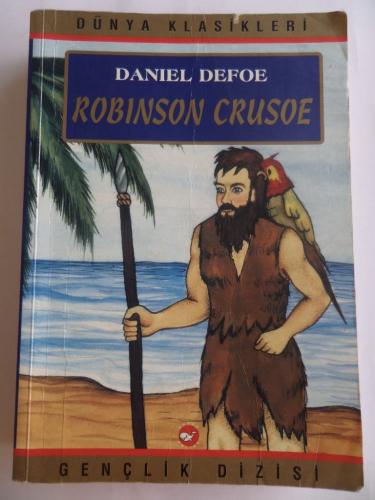 DÜNYA KLASİKLERİ
DANIEL DEFOE
ROBINSON CRUSOE
GENÇLİK DİZİSİ